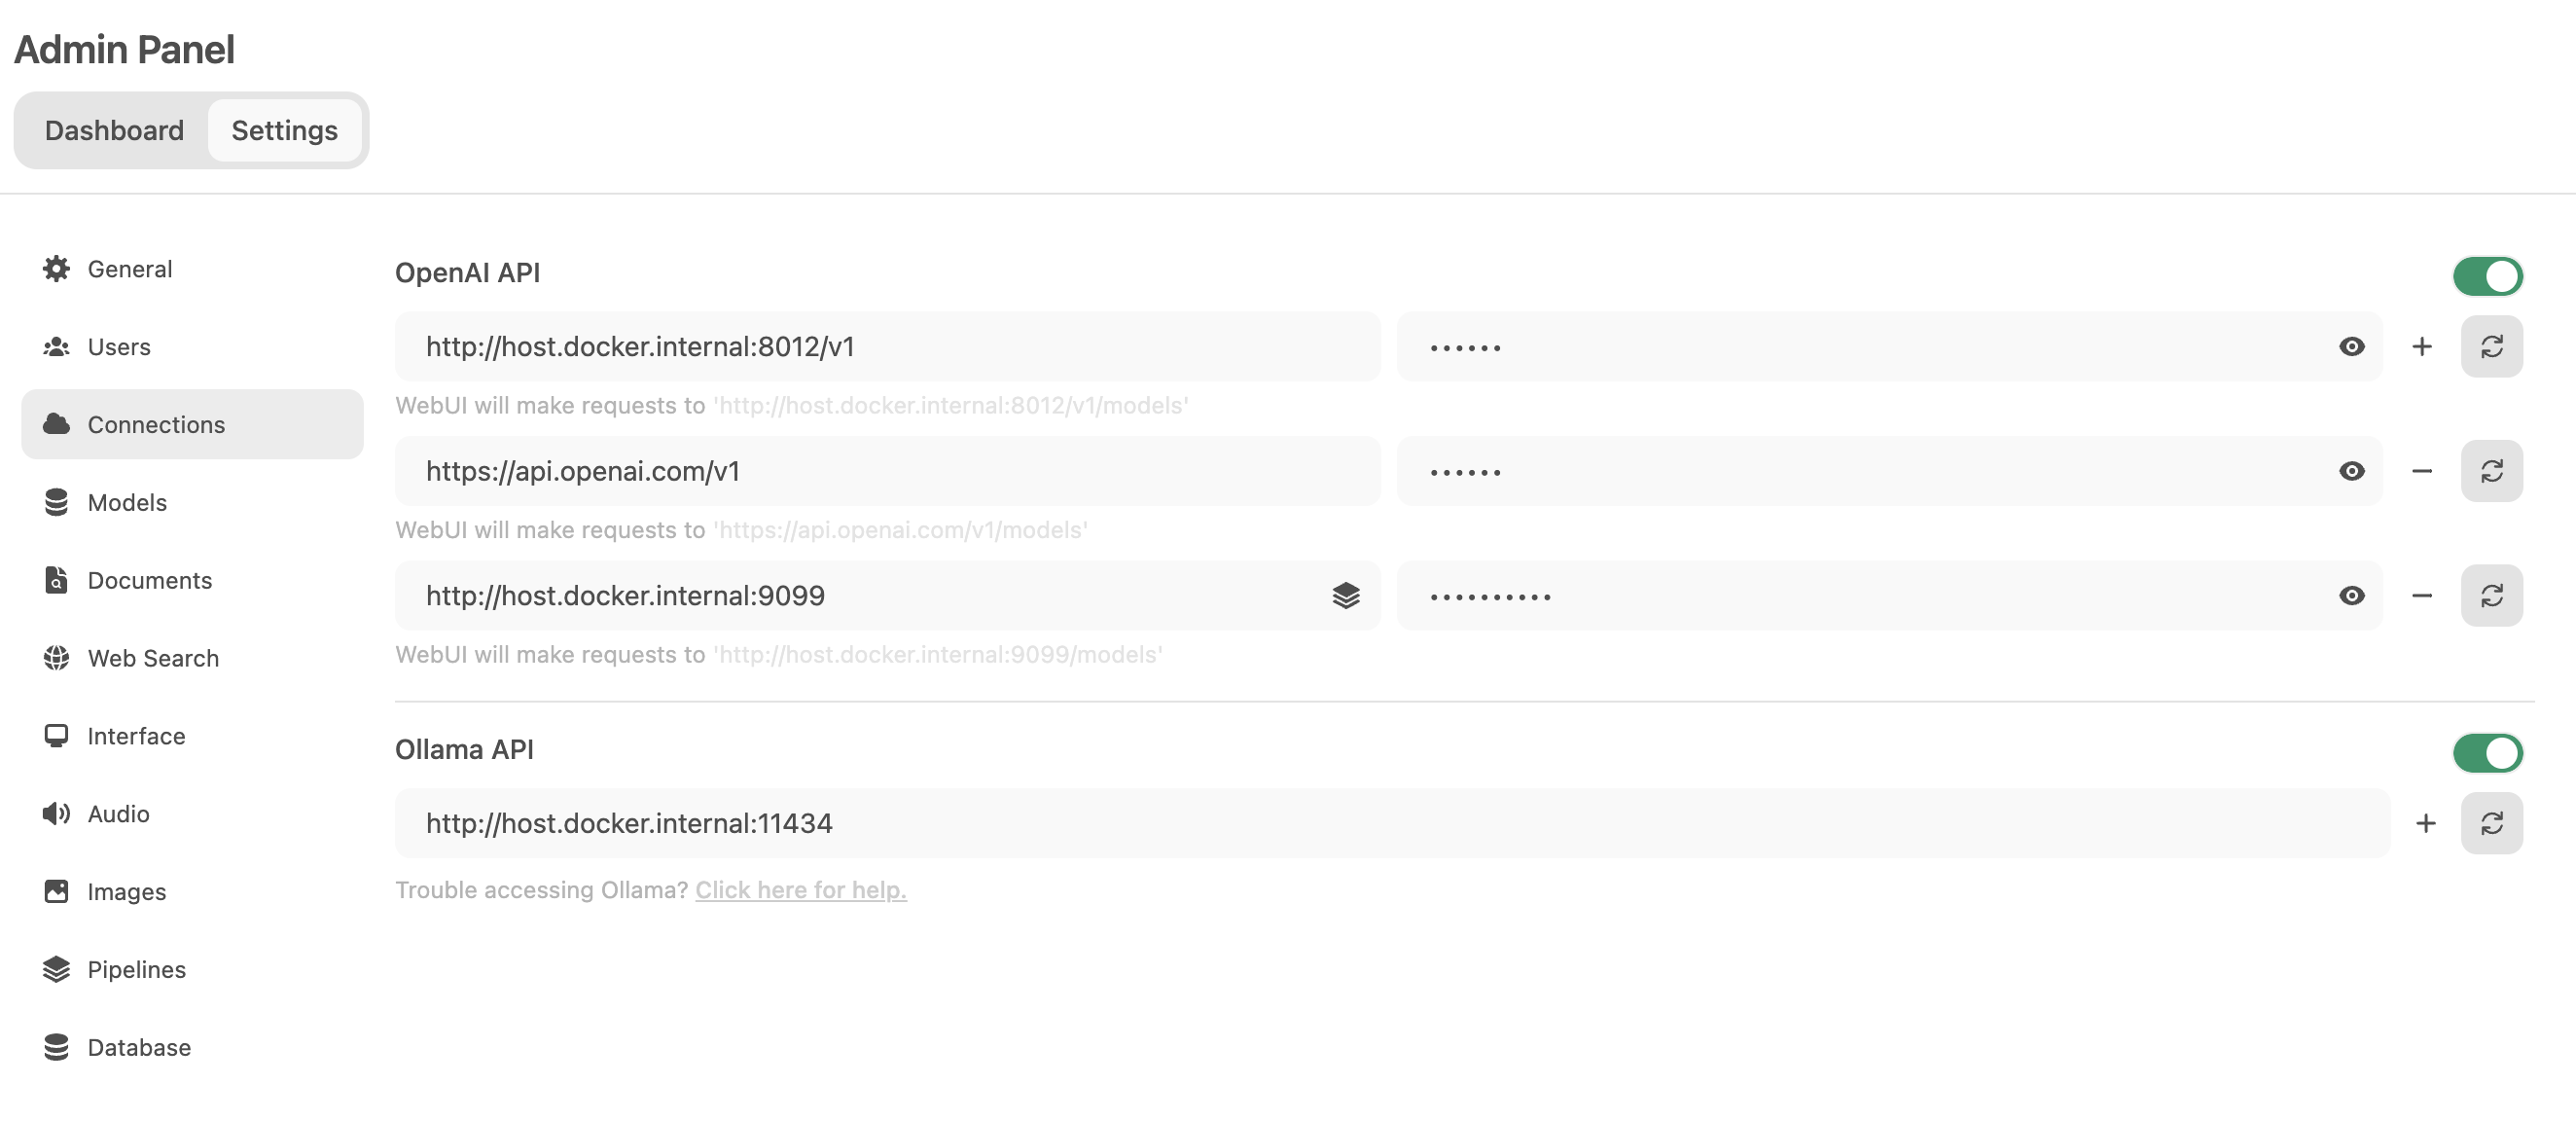 Admin Panel
Dashboard
Settings
General
Users
Connections
Models
Documents
Web Search
Interface
Audio
Images
Pipelines
Database
OpenAI API
http://host.docker.internal:8012/v1
••••••
WebUI will make requests to 'http://host.docker.internal:8012/v1/models'
https://api.openai.com/v1
••••••
WebUI will make requests to 'https://api.openai.com/v1/models'
http://host.docker.internal:9099
••••••••••
WebUI will make requests to 'http://host.docker.internal:9099/models'
Ollama API
http://host.docker.internal:11434
Trouble accessing Ollama? Click here for help.